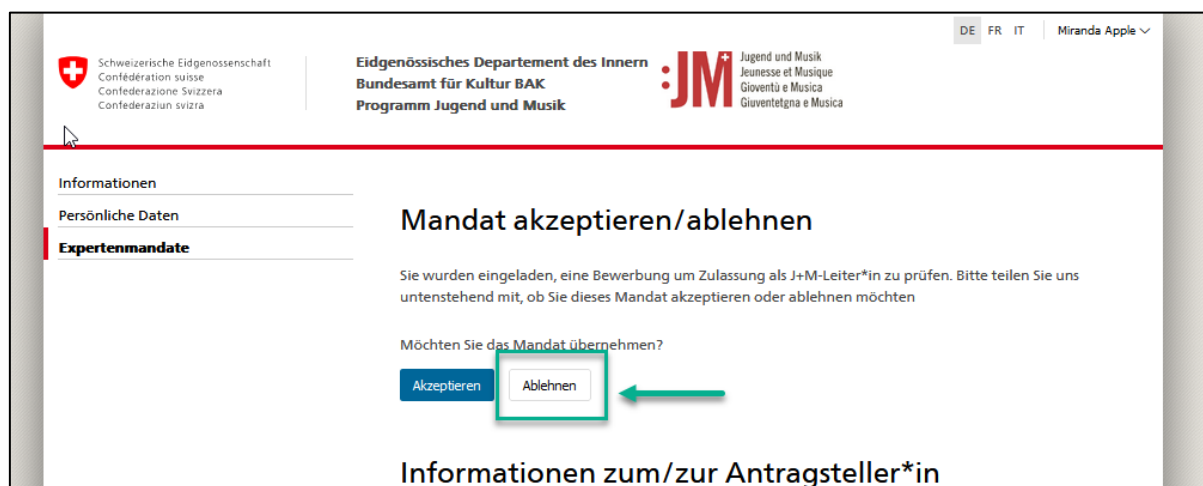 DE FR IT Miranda Apple
Schweizerische Eidgenossenschaft
Confédération suisse
Confederazione Svizzera
Confederaziun svizra
Eidgenössisches Departement des Innern
Bundesamt für Kultur BAK
Programm Jugend und Musik
:JM
Jugend und Musik
Jeunesse et Musique
Gioventù e Musica
Giuventetgna e Musica
Informationen
Persönliche Daten
Expertenmandate
Mandat akzeptieren/ablehnen
Sie wurden eingeladen, eine Bewerbung um Zulassung als J+M-Leiter*in zu prüfen. Bitte teilen Sie uns
untenstehend mit, ob Sie dieses Mandat akzeptieren oder ablehnen möchten
Möchten Sie das Mandat übernehmen?
Akzeptieren Ablehnen
Informationen zum/zur Antragsteller*in